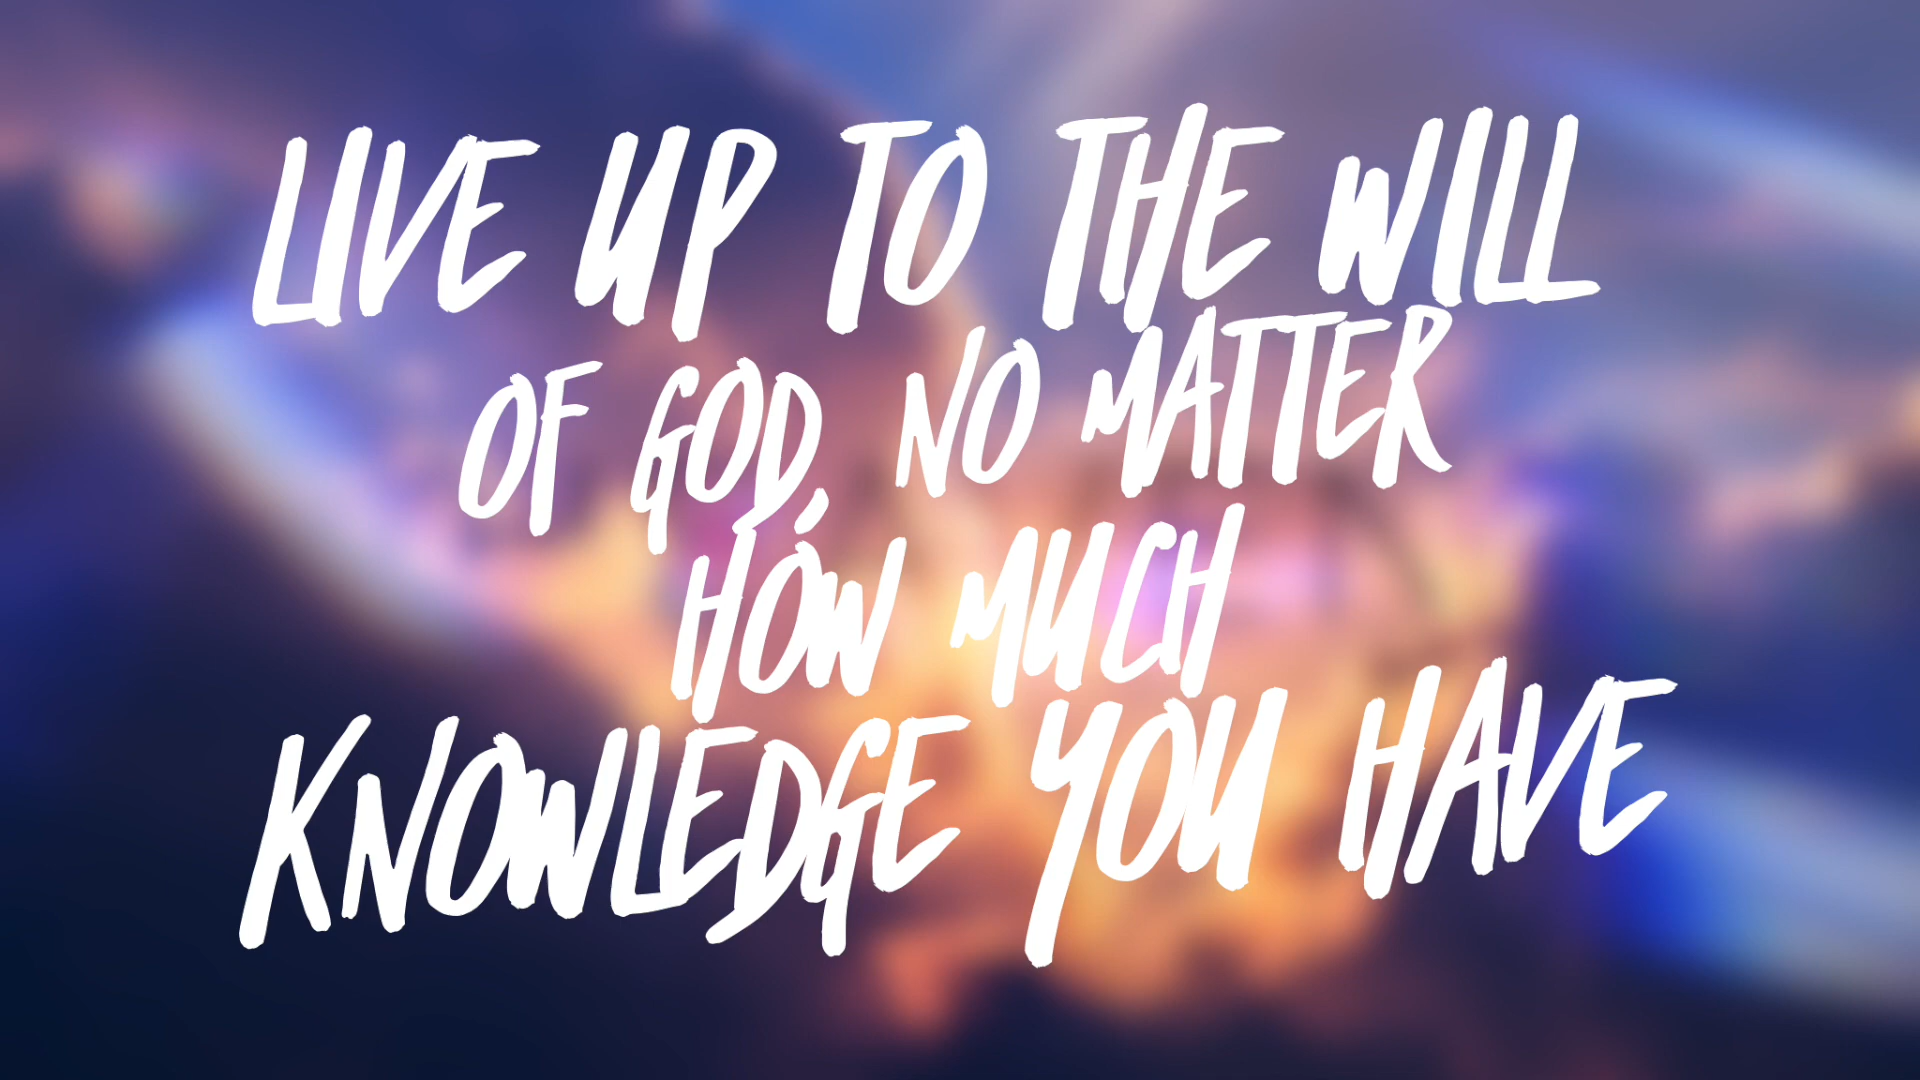 LIVE UP TO THE WILL
OF GOD, NO MATTER
HOW MUCH
KNOWLEDGE YOU HAVE